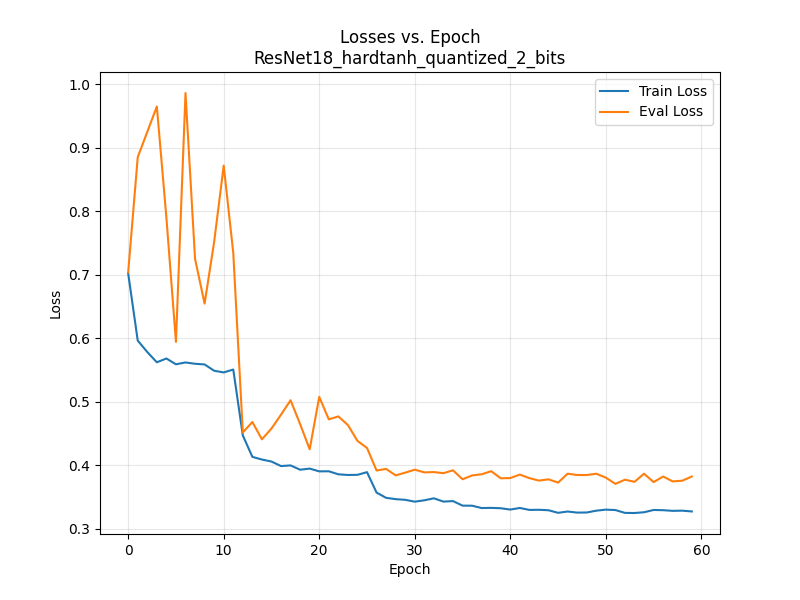 Losses vs. Epoch
ResNet18_hardtanh_quantized_2_bits
Train Loss
Eval Loss
1.0
0.9
0.8
0.7
0.6
0.5
0.4
0.3
Loss
0 10 20 30 40 50 60
Epoch